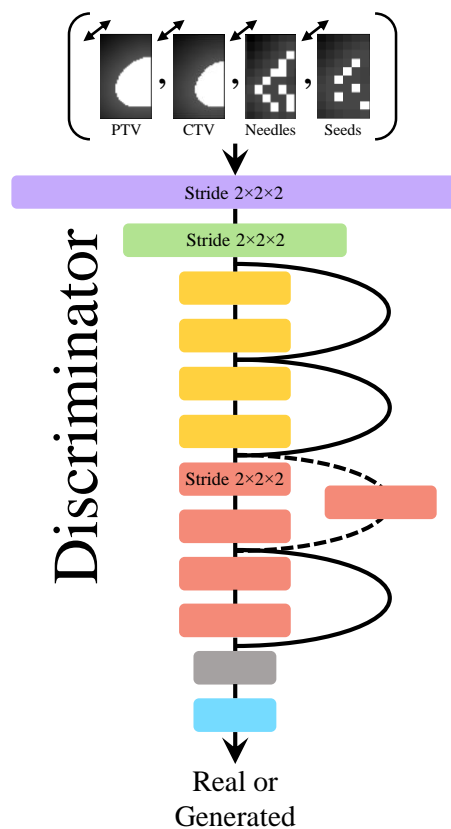 PTV
CTV
Needles
Seeds
Stride 2×2×2
Stride 2×2×2
Discriminator
Stride 2×2×2
Real or
Generated